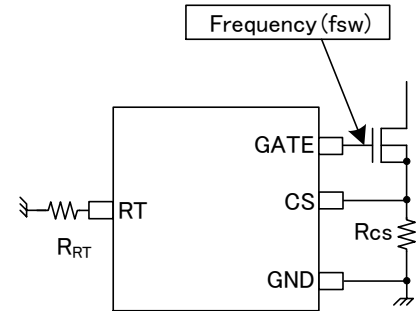 Frequency(fsw)
GATE
RT
CS
RRT
Rcs
GND